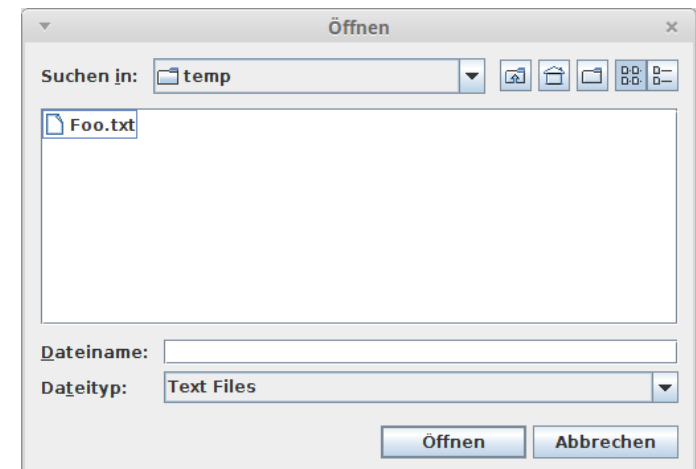 Öffnen
Suchen in: temp
Foo.txt
Dateiname:
Dateityp: Text Files
Öffnen Abbrechen